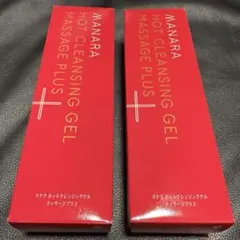 MANARA
HOT CLEANSING GEL
MASSAGE PLUS
マナラ ホットクレンジングゲル
マッサージプラス
MANARA
HOT CLEANSING GEL
MASSAGE PLUS
マナラ ホットクレンジングゲル
マッサージプラス